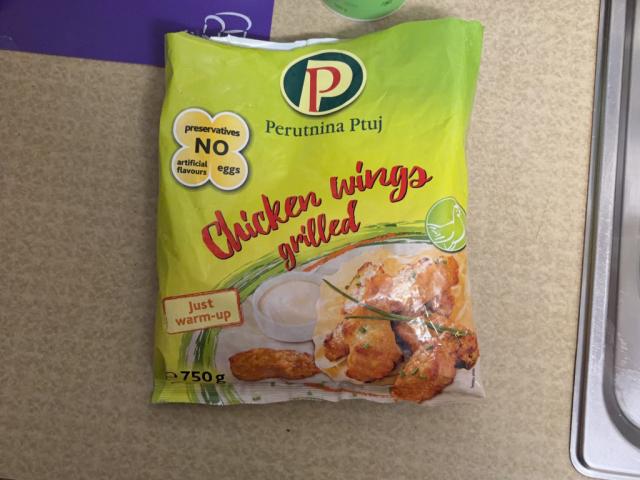 P
Perutnina Ptuj
preservatives
NO
artificial
flavours
eggs
Chicken wings
grilled
Just
warm-up
750 g